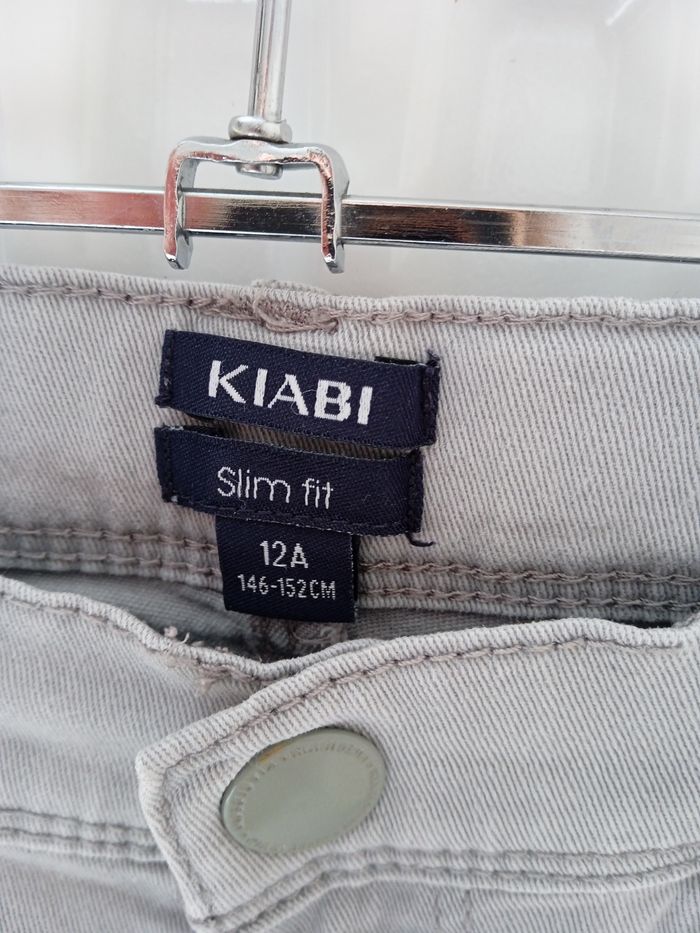 KIABI
Slim fit
12A
146-152CM